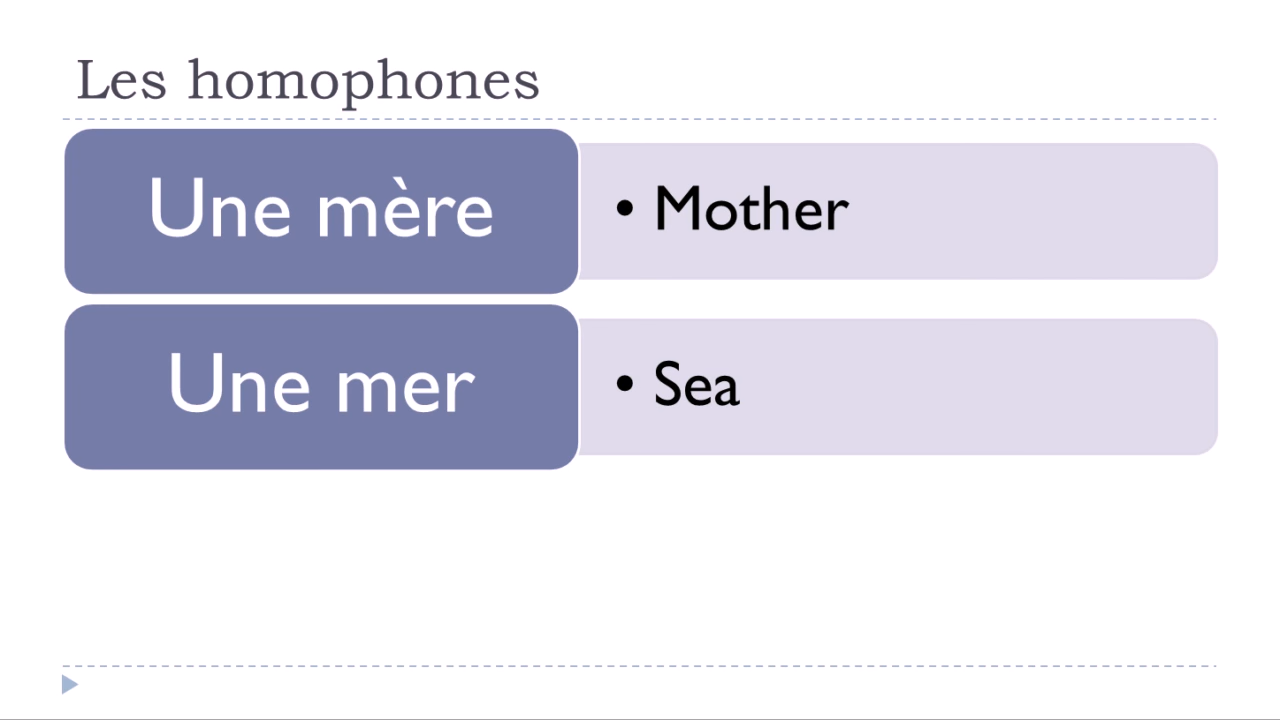 Les homophones
Une mère
• Mother
Une mer
• Sea